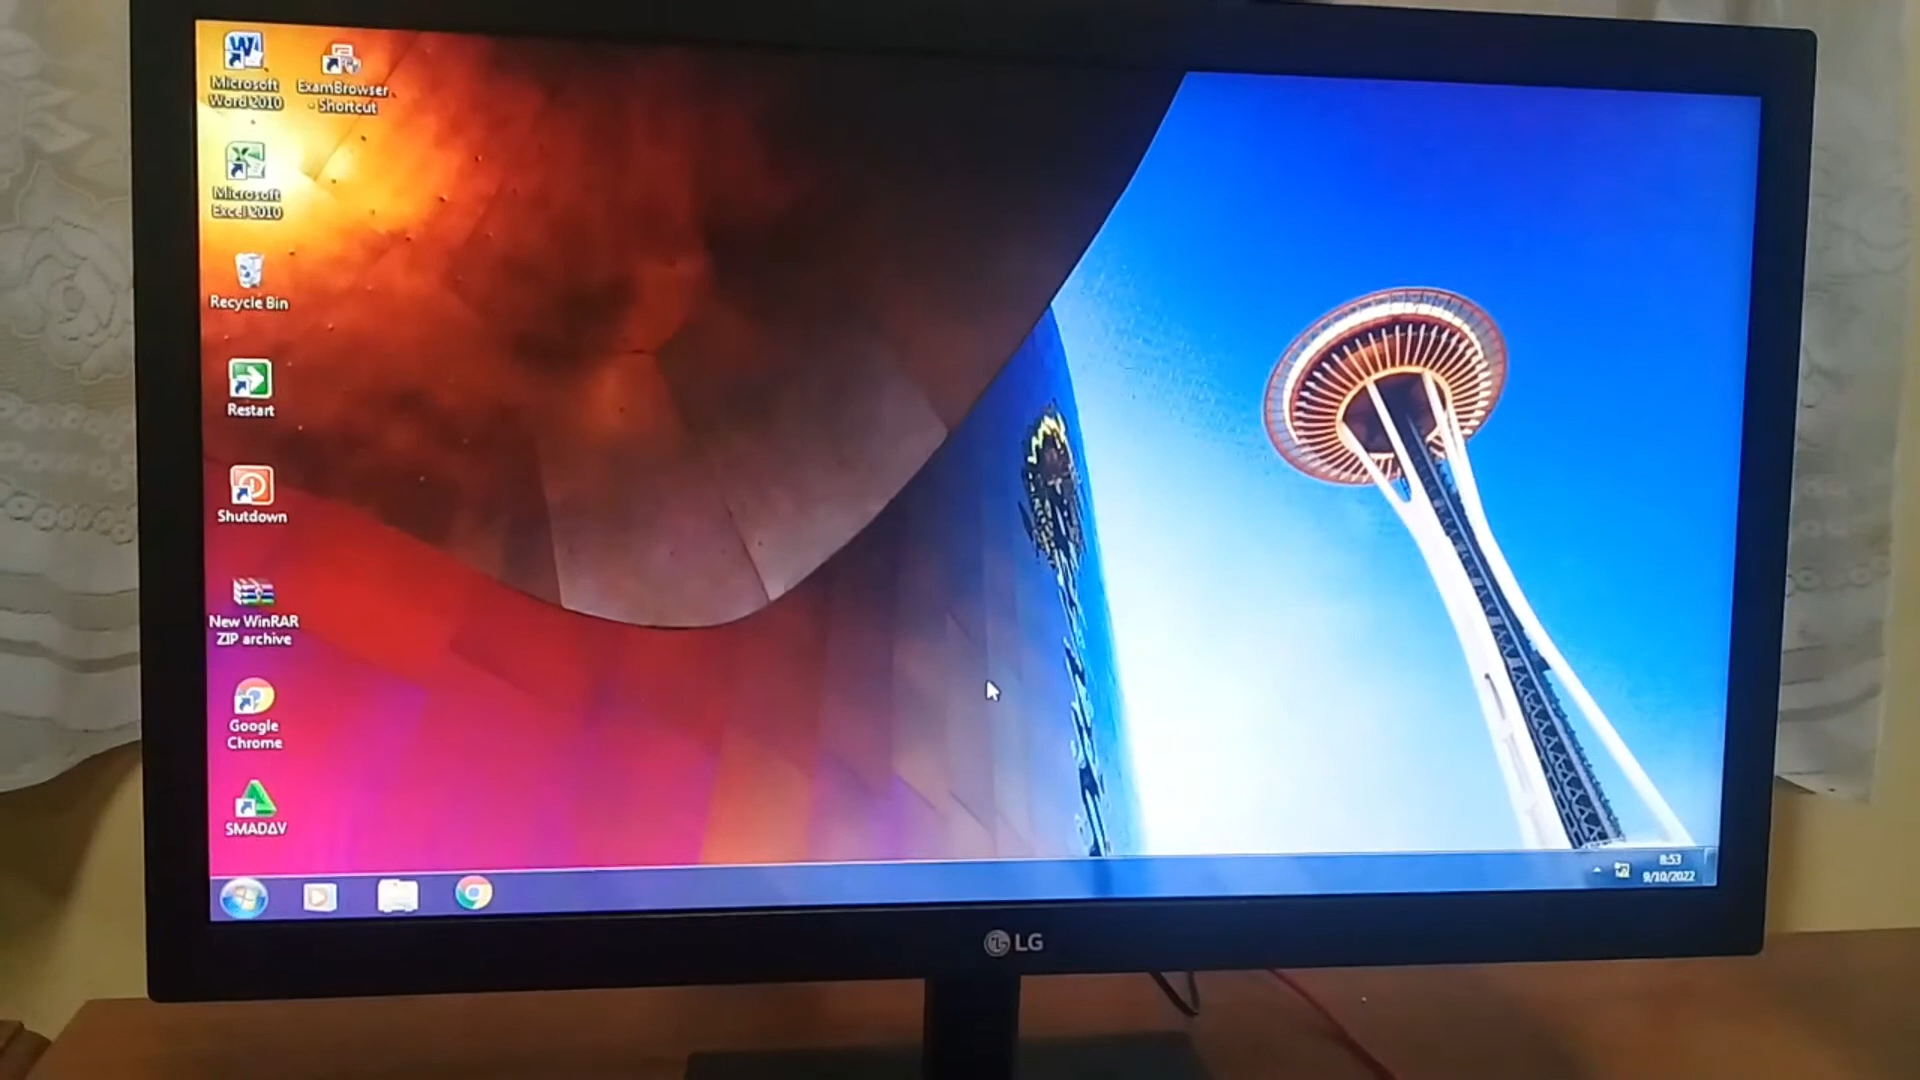 Microsoft
Word 2010
ExamBrowser
- Shortcut
Microsoft
Excel 2010
Recycle Bin
Restart
Shutdown
New WinRAR
ZIP archive
Google
Chrome
SMADΔV
8:53
9/10/2022
LG